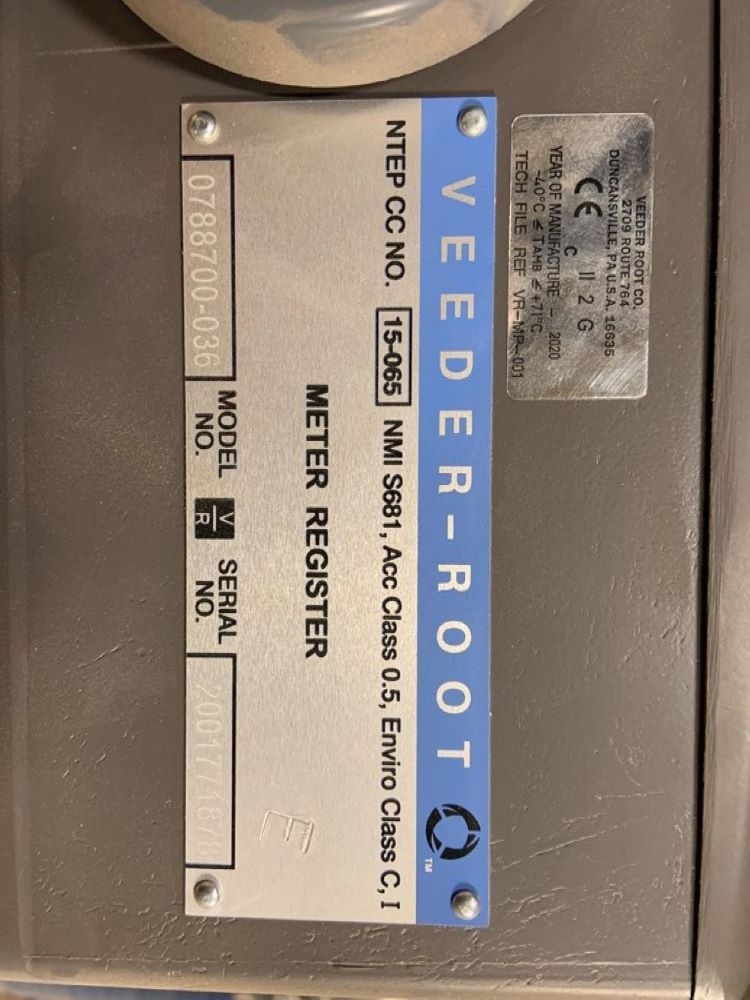 VEEDER ROOT CO.
2709 ROUTE 764
DUNCANSVILLE, PA U.S.A. 16635
CE C II 2 G
YEAR OF MANUFACTURE - 2020
-40°C ≤ TAMB ≤ +71°C
TECH FILE REF VR-MP-001
VEEDER-ROOT TM
NTEP CC NO. 15-065 NMI S681, Acc Class 0.5, Enviro Class C, I
METER REGISTER
E
0788700-036 MODEL NO. V/R SERIAL NO. 2001771878